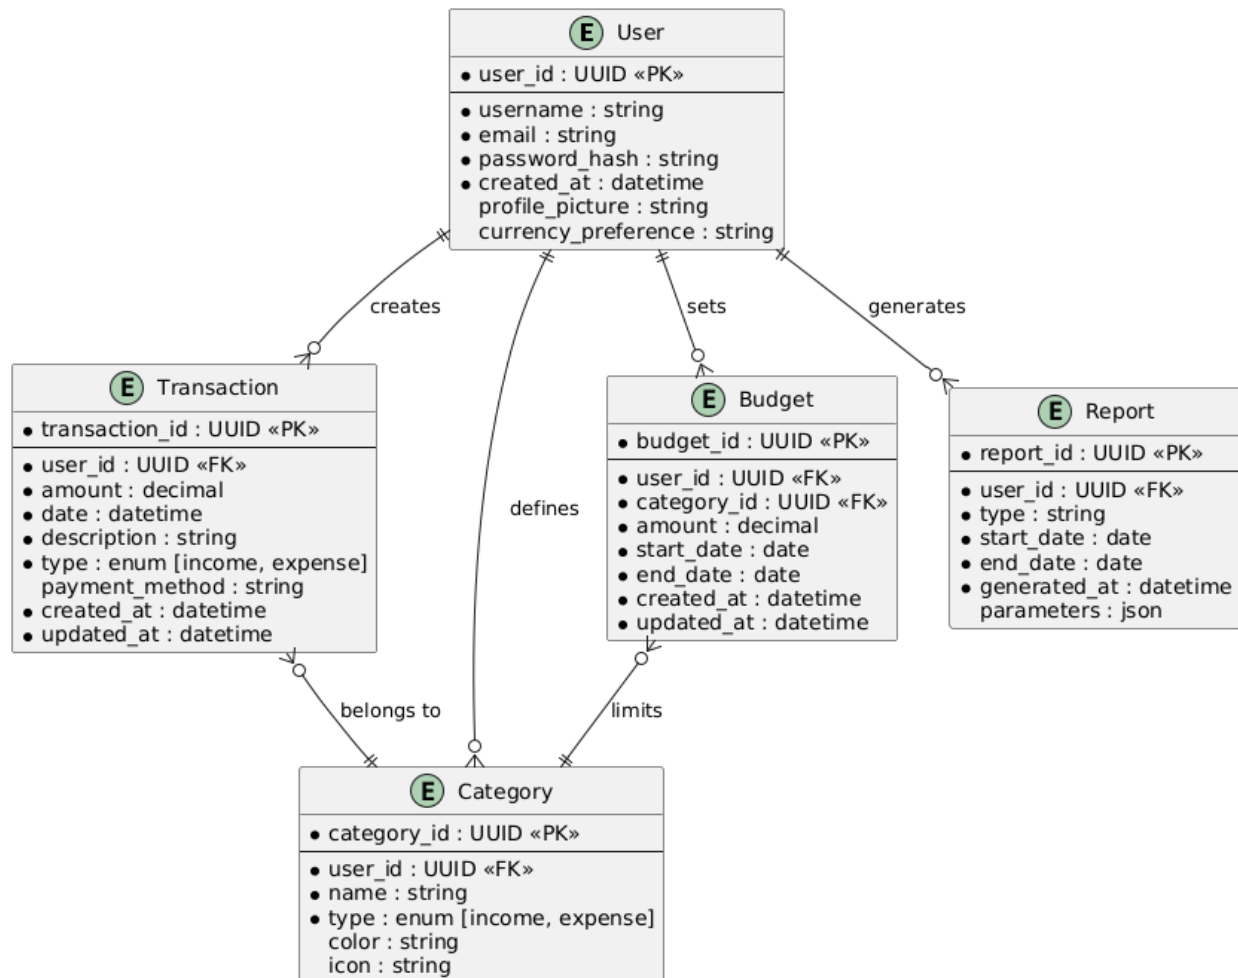 E User
user_id : UUID «PK»
username : string
email : string
password_hash : string
created_at : datetime
profile_picture : string
currency_preference : string
creates
sets
generates
E Transaction
transaction_id : UUID «PK»
user_id : UUID «FK»
amount : decimal
date : datetime
description : string
type : enum [income, expense]
payment_method : string
created_at : datetime
updated_at : datetime
defines
E Budget
budget_id : UUID «PK»
user_id : UUID «FK»
category_id : UUID «FK»
amount : decimal
start_date : date
end_date : date
created_at : datetime
updated_at : datetime
E Report
report_id : UUID «PK»
user_id : UUID «FK»
type : string
start_date : date
end_date : date
generated_at : datetime
parameters : json
belongs to
limits
E Category
category_id : UUID «PK»
user_id : UUID «FK»
name : string
type : enum [income, expense]
color : string
icon : string